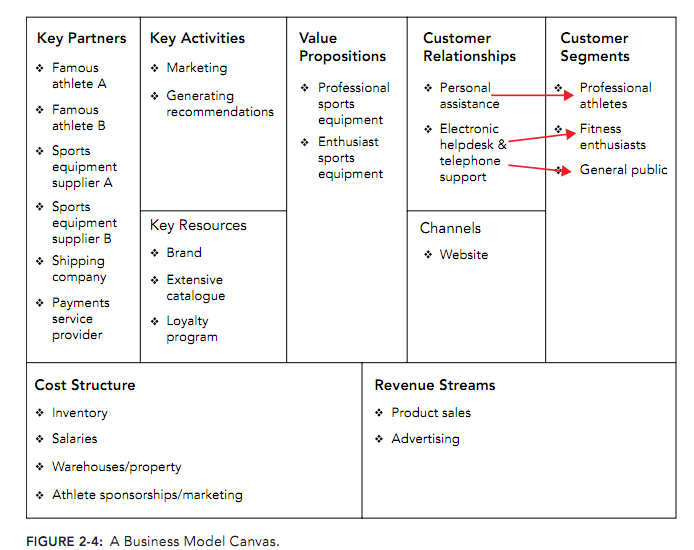 Key Partners
❖ Famous
athlete A
❖ Famous
athlete B
❖ Sports
equipment
supplier A
❖ Sports
equipment
supplier B
❖ Shipping
company
❖ Payments
service
provider
Key Activities
❖ Marketing
❖ Generating
recommendations
Key Resources
❖ Brand
❖ Extensive
catalogue
❖ Loyalty
program
Value
Propositions
❖ Professional
sports
equipment
❖ Enthusiast
sports
equipment
Customer
Relationships
❖ Personal
assistance
❖ Electronic
helpdesk &
telephone
support
Channels
❖ Website
Customer
Segments
❖ Professional
athletes
❖ Fitness
enthusiasts
❖ General public
Cost Structure
❖ Inventory
❖ Salaries
❖ Warehouses/property
❖ Athlete sponsorships/marketing
Revenue Streams
❖ Product sales
❖ Advertising
FIGURE 2-4: A Business Model Canvas.